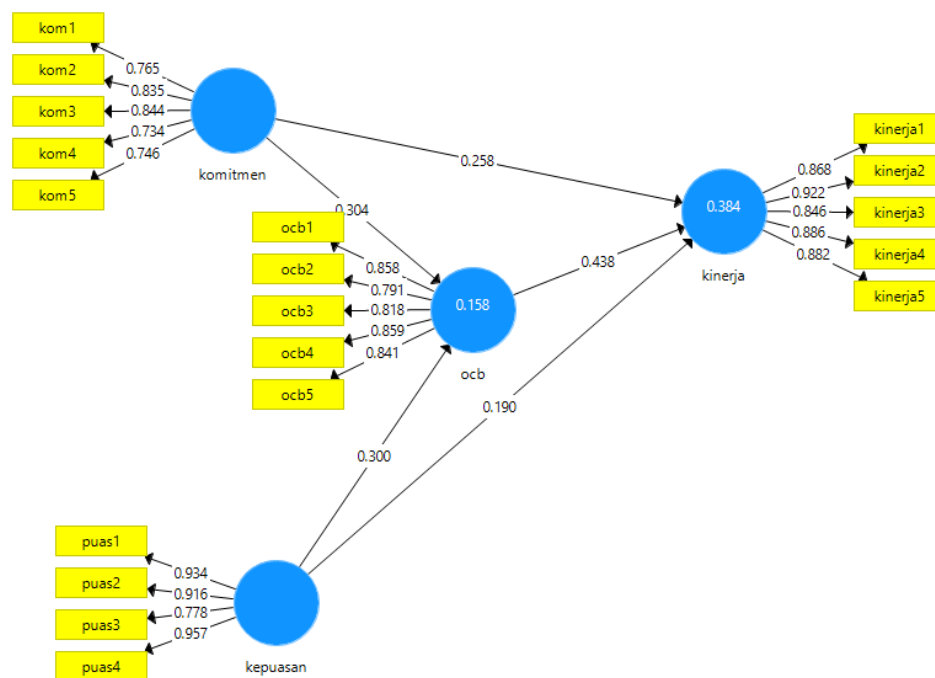 kom1
kom2
kom3
kom4
kom5
0.765
0.835
0.844
0.734
0.746
komitmen
0.258
0.304
ocb1
ocb2
ocb3
ocb4
ocb5
0.858
0.791
0.818
0.859
0.841
0.158
ocb
0.438
0.384
kinerja
0.868
0.922
0.846
0.886
0.882
kinerja1
kinerja2
kinerja3
kinerja4
kinerja5
0.190
0.300
puas1
puas2
puas3
puas4
0.934
0.916
0.778
0.957
kepuasan